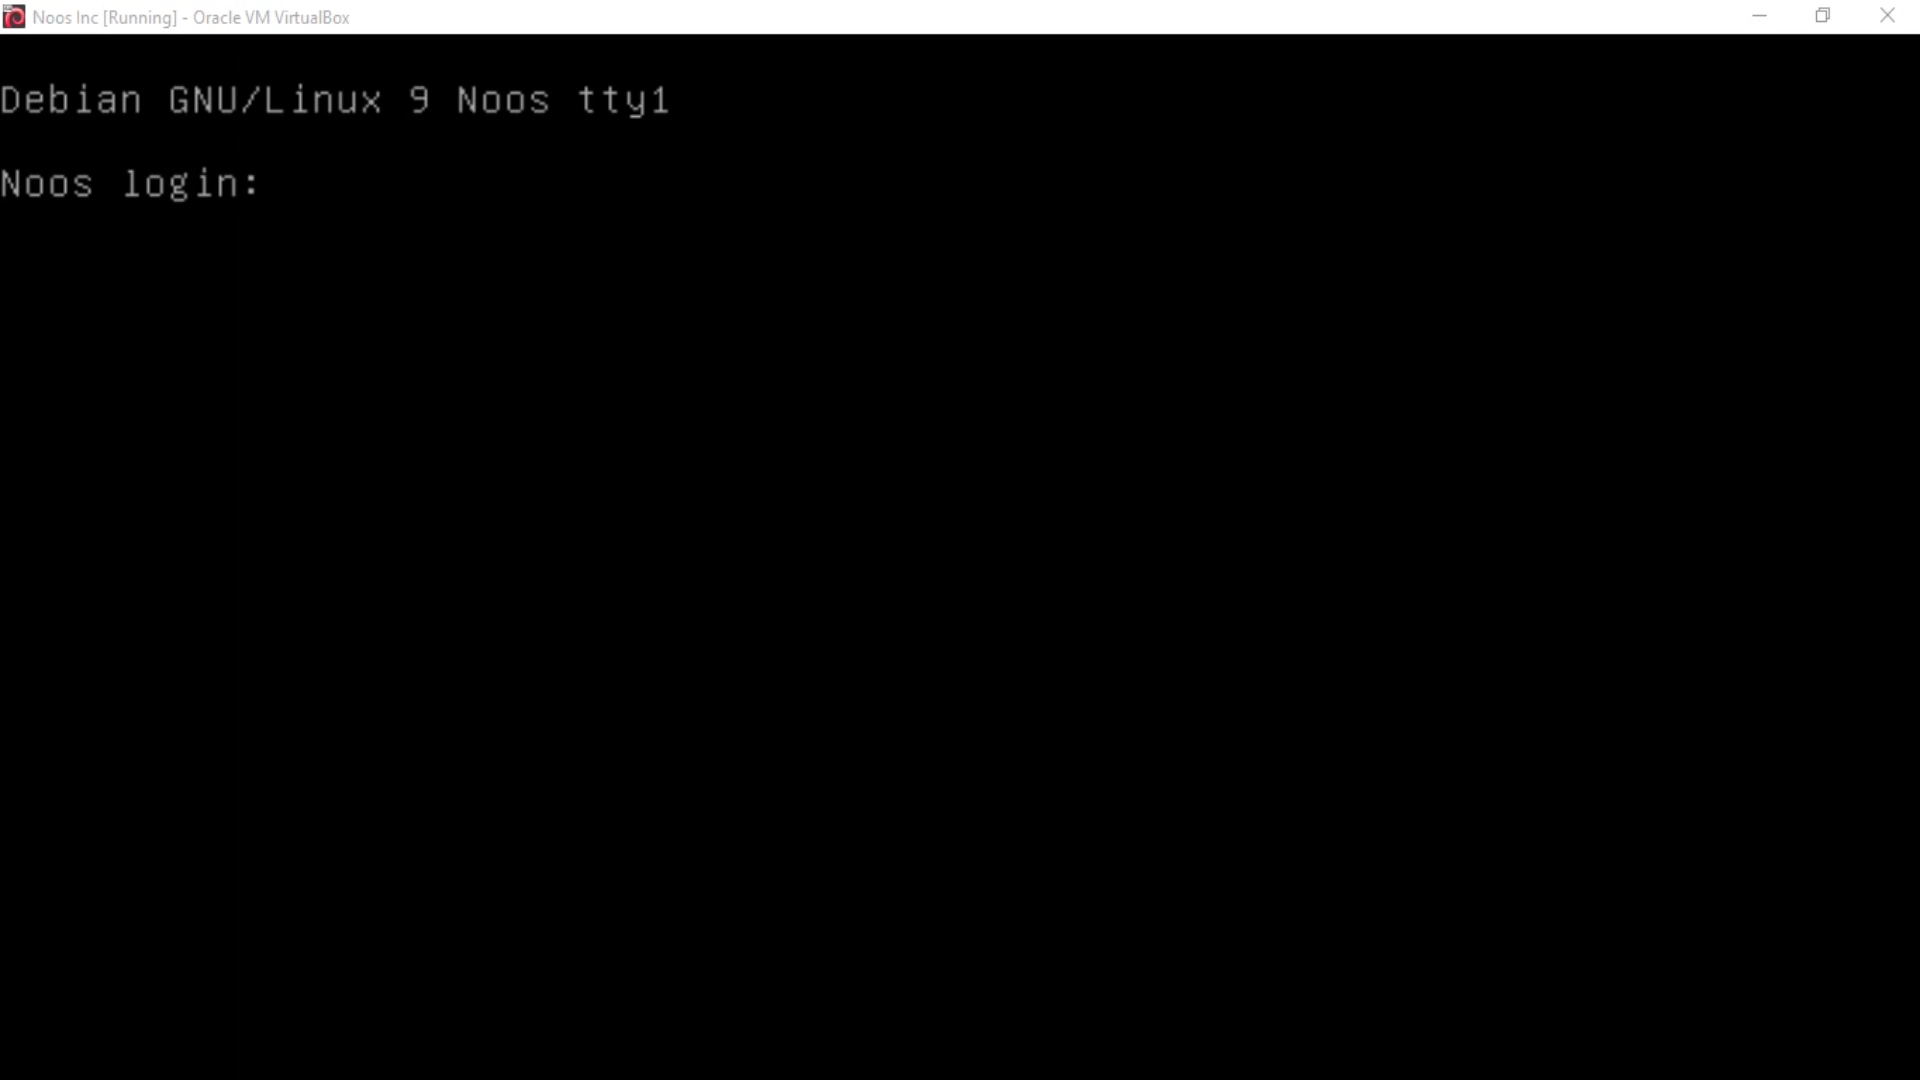 Noos Inc [Running] - Oracle VM VirtualBox
Debian GNU/Linux 9 Noos tty1
Noos login: